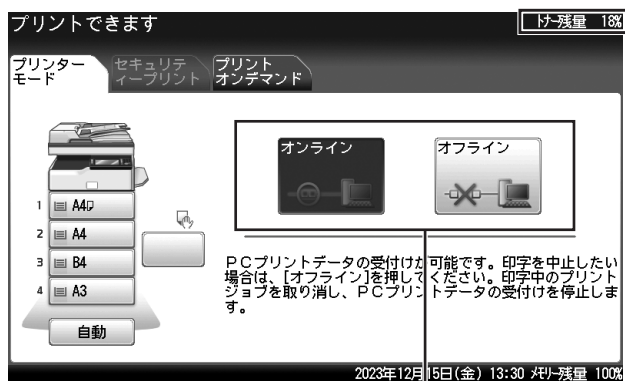 プリントできます
トナー残量 18%
プリンター
モード
セキュリテ
ィープリント
プリント
オンデマンド
オンライン
オフライン
1 A4
2 A4
3 B4
4 A3
自動
PCプリントデータの受付けが可能です。印字を中止したい
場合は、[オフライン]を押してください。印字中のプリント
ジョブを取り消し、PCプリントデータの受付けを停止しま
す。
2023年12月15日(金) 13:30 メモリー残量 100%